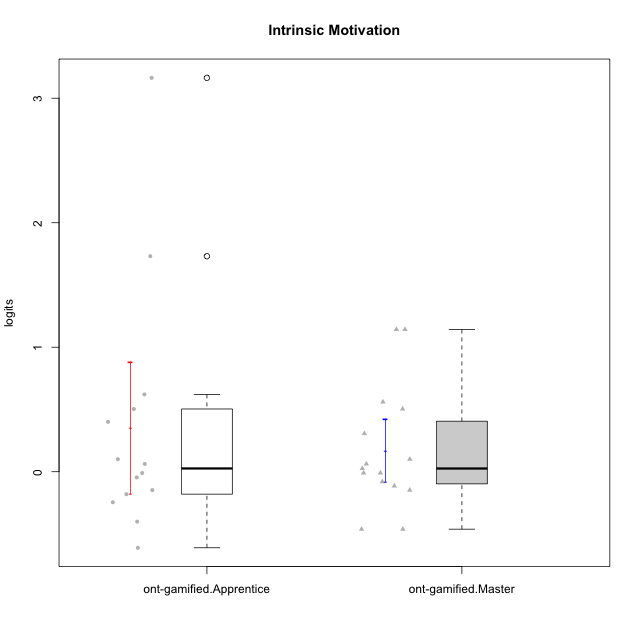 Intrinsic Motivation
logits
3
2
1
0
ont-gamified.Apprentice
ont-gamified.Master